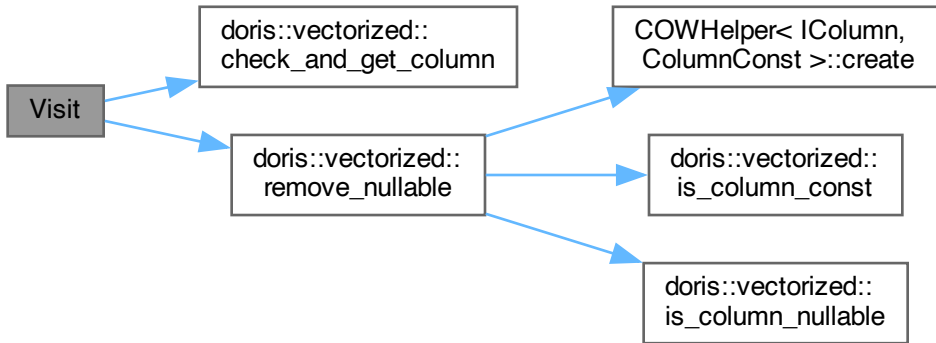 Visit
doris::vectorized::
check_and_get_column
doris::vectorized::
remove_nullable
COWHelper< IColumn,
ColumnConst >::create
doris::vectorized::
is_column_const
doris::vectorized::
is_column_nullable